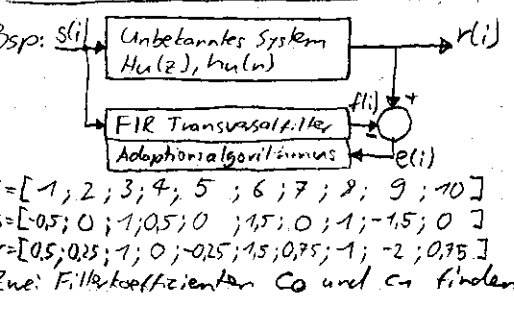 Bsp: s(i)
Unbekanntes System
Hu(z), hu(n)
r(i)
f(i)
+
FIR Transversalfilter
-
Adaptionsalgorithmus
e(i)
=[ 1 ; 2 ; 3 ; 4 ; 5 ; 6 ; 7 ; 8 ; 9 ; 10 ]
s=[-0,5 ; 0 ; 1 ; 0,5 ; 0 ; 1,5 ; 0 ; 1 ; -1,5 ; 0 ]
r=[0,5 ; 0,25 ; 1 ; 0 ; -0,25 ; 1,5 ; 0,75 ; -1 ; -2 ; 0,75 ]
Zwei Filterkoeffizienten C0 und c1 finden